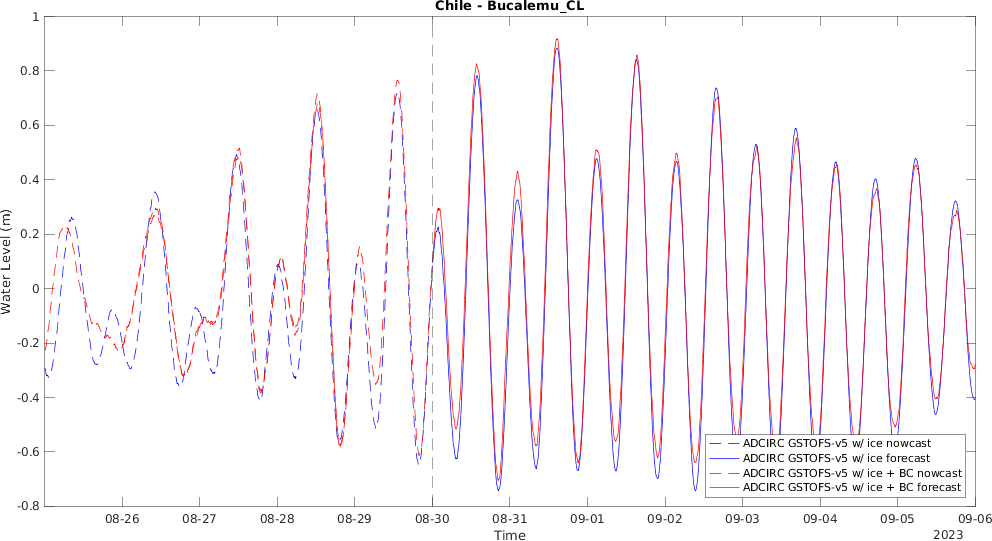 Chile - Bucalemu_CL
Water Level (m)
1
0.8
0.6
0.4
0.2
0
-0.2
-0.4
-0.6
-0.8
ADCIRC GSTOFS-v5 w/ ice nowcast
ADCIRC GSTOFS-v5 w/ ice forecast
ADCIRC GSTOFS-v5 w/ ice + BC nowcast
ADCIRC GSTOFS-v5 w/ ice + BC forecast
08-26 08-27 08-28 08-29 08-30 08-31 09-01 09-02 09-03 09-04 09-05 09-06
Time
2023